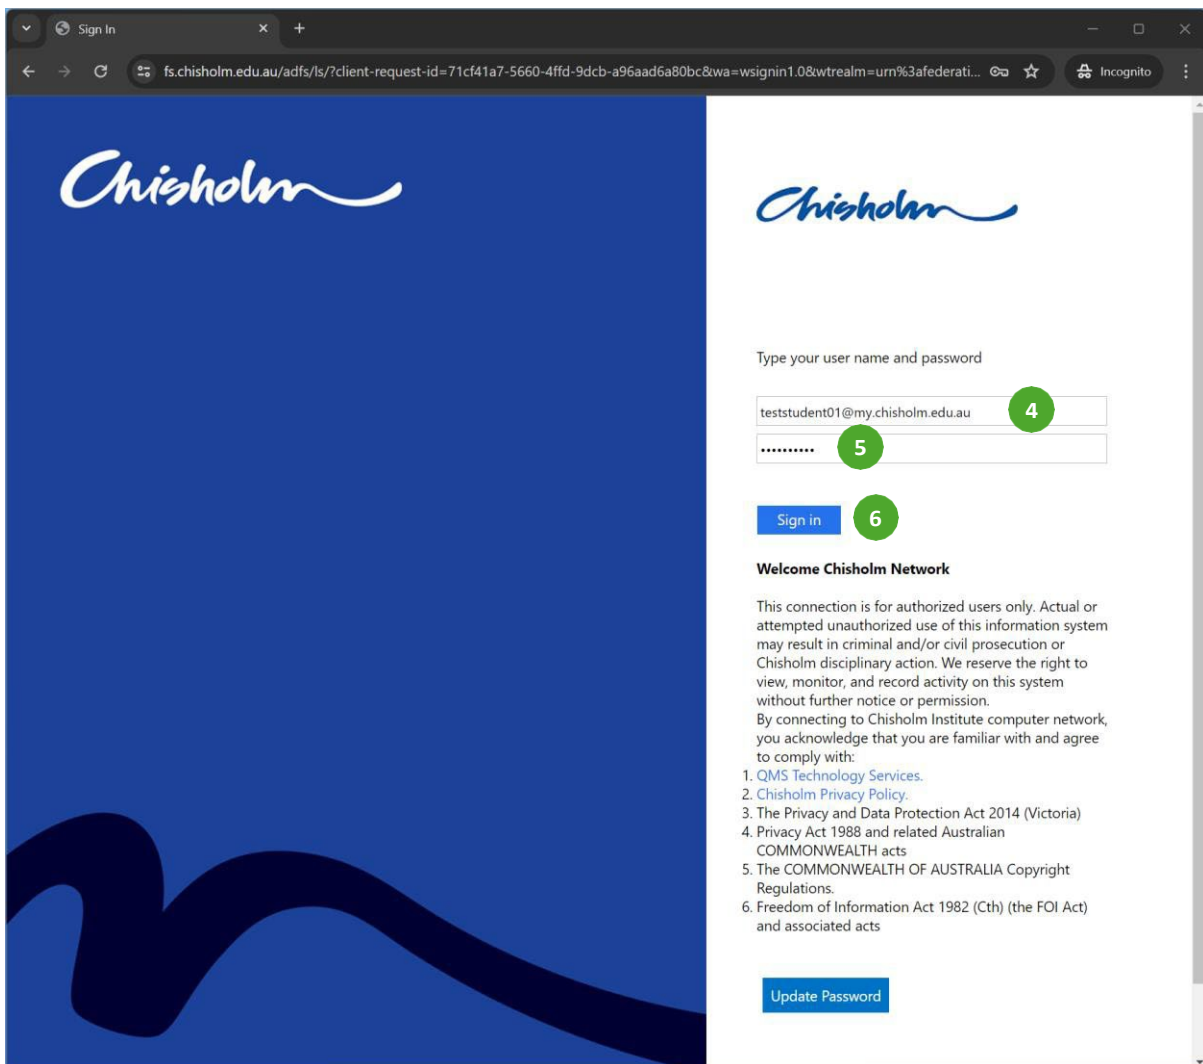 Sign In
fs.chisholm.edu.au/adfs/ls/?client-request-id=71cf41a7-5660-4ffd-9dcb-a96aad6a80bc&wa=wsignin1.0&wtrealm=urn%3afederati...
Incognito
Chisholm
Chisholm
Type your user name and password
teststudent01@my.chisholm.edu.au 4
•••••••••• 5
Sign in 6
Welcome Chisholm Network
This connection is for authorized users only. Actual or
attempted unauthorized use of this information system
may result in criminal and/or civil prosecution or
Chisholm disciplinary action. We reserve the right to
view, monitor, and record activity on this system
without further notice or permission.
By connecting to Chisholm Institute computer network,
you acknowledge that you are familiar with and agree
to comply with:
1. QMS Technology Services.
2. Chisholm Privacy Policy.
3. The Privacy and Data Protection Act 2014 (Victoria)
4. Privacy Act 1988 and related Australian
COMMONWEALTH acts
5. The COMMONWEALTH OF AUSTRALIA Copyright
Regulations.
6. Freedom of Information Act 1982 (Cth) (the FOI Act)
and associated acts
Update Password